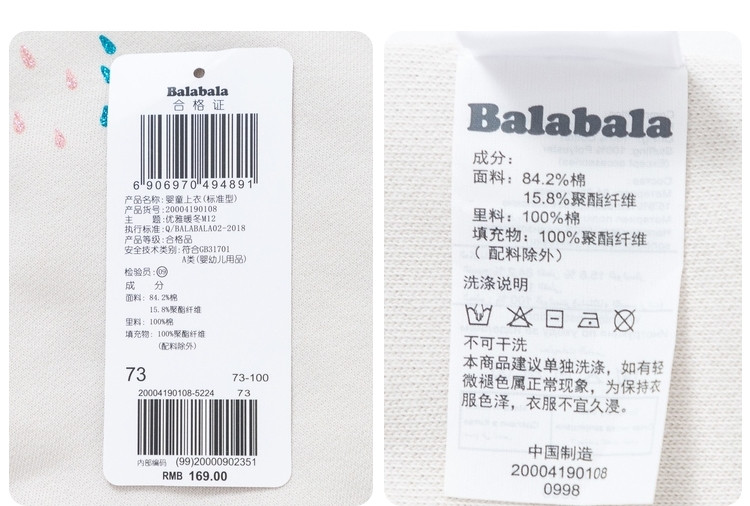 Balabala
合格证
6 906970 494891
产品名称:婴童上衣(标准型)
产品货号:20004190108
主 题:优雅暖冬M12
执行标准:Q/BALABALA02-2018
产品等级:合格品
安全技术类别:符合GB31701
A类(婴幼儿用品)
检验员:09
成 分
面料: 84.2%棉
15.8%聚酯纤维
里料: 100%棉
填充物: 100%聚酯纤维
(配料除外)
73 73-100
20004190108-5224 73
内部编码 (99)20000902351
RMB 169.00
Balabala
成分:
面料: 84.2%棉
15.8%聚酯纤维
里料: 100%棉
填充物: 100%聚酯纤维
( 配料除外)
洗涤说明
不可干洗
本商品建议单独洗涤, 如有轻
微褪色属正常现象, 为保持衣
服色泽, 衣服不宜久浸。
中国制造
20004190108
0998